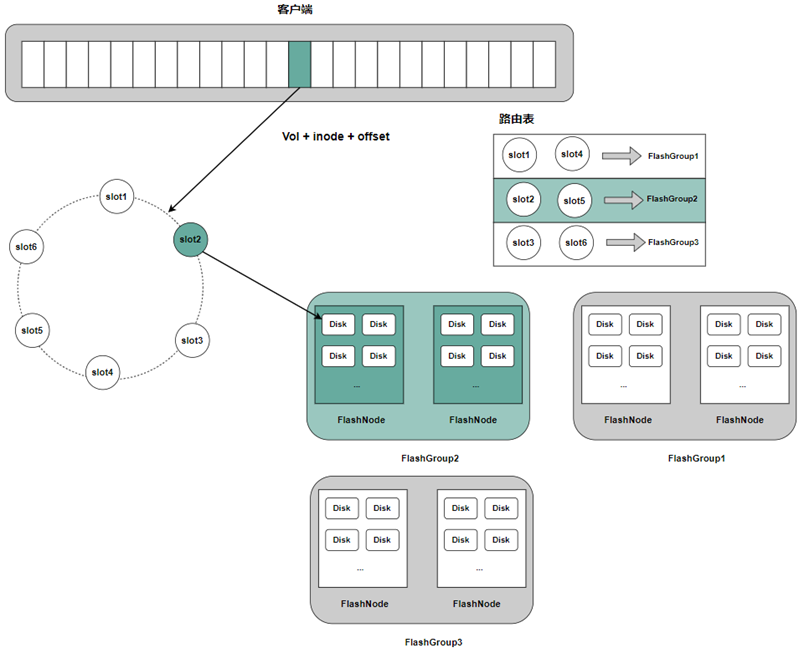 客户端
Vol + inode + offset
路由表
slot1 slot4 FlashGroup1
slot2 slot5 FlashGroup2
slot3 slot6 FlashGroup3
slot1
slot6
slot2
slot5
slot3
slot4
Disk Disk Disk Disk
Disk Disk Disk Disk
... ...
FlashNode FlashNode
FlashGroup2
Disk Disk Disk Disk
Disk Disk Disk Disk
... ...
FlashNode FlashNode
FlashGroup1
Disk Disk Disk Disk
Disk Disk Disk Disk
... ...
FlashNode FlashNode
FlashGroup3